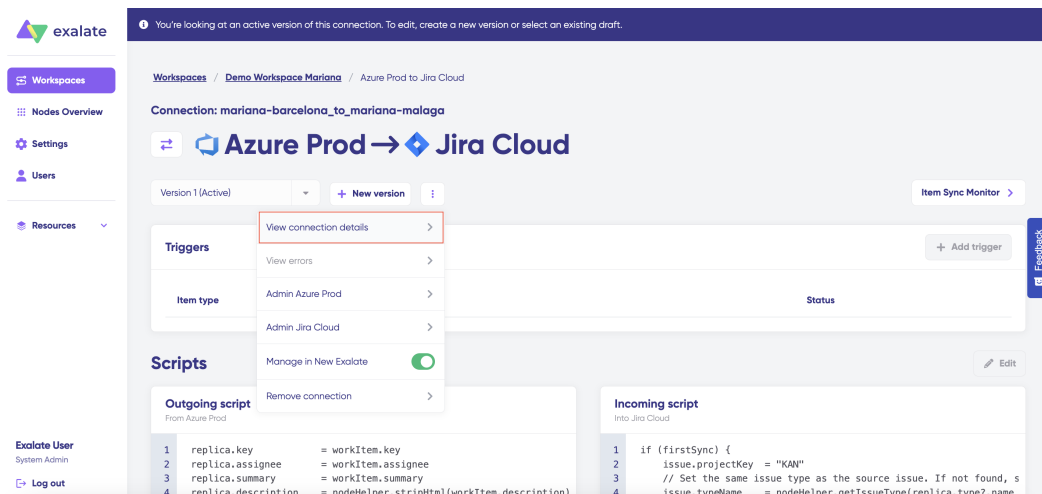 exalate
You're looking at an active version of this connection. To edit, create a new version or select an existing draft.
Workspaces
Nodes Overview
Settings
Users
Resources
Exalate User
System Admin
Log out
Workspaces / Demo Workspace Mariana / Azure Prod to Jira Cloud
Connection: mariana-barcelona_to_mariana-malaga
Azure Prod → Jira Cloud
Version 1 (Active)
+ New version
Item Sync Monitor
View connection details
View errors
Admin Azure Prod
Admin Jira Cloud
Manage in New Exalate
Remove connection
Triggers
+ Add trigger
Item type
Status
Feedback
Scripts
Edit
Outgoing script
From Azure Prod
1 replica.key = workItem.key
2 replica.assignee = workItem.assignee
3 replica.summary = workItem.summary
4 replica.description = nodeHelper.stripHtml(workItem.description)
Incoming script
Into Jira Cloud
1 if (firstSync) {
2 issue.projectKey = "KAN"
3 // Set the same issue type as the source issue. If not found, s
4 issue.typeName = nodeHelper.getIssueType(replica.type?.name